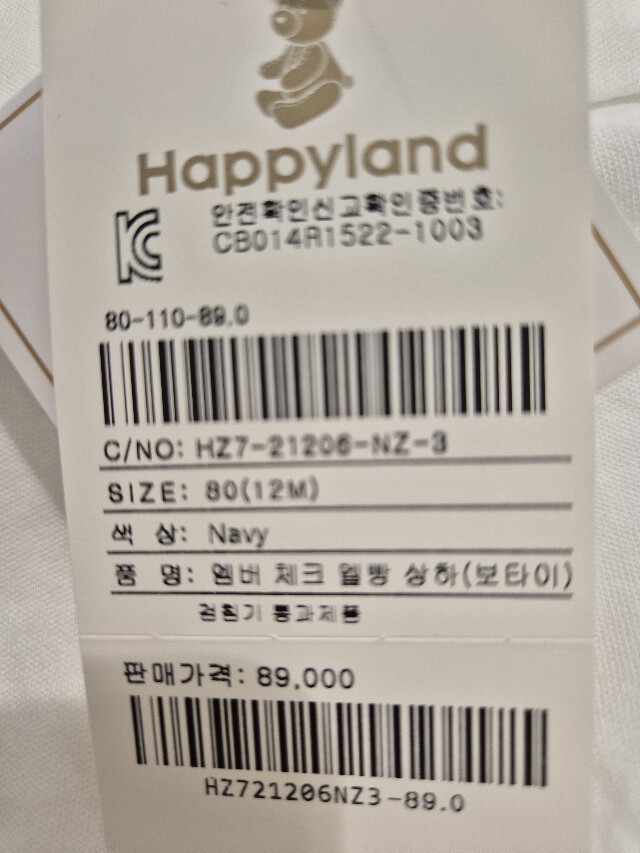 Happyland
안전확인신고확인증번호:
CB014R1522-1003
80-110-89.0
C/NO: HZ7-21206-NZ-3
SIZE: 80(12M)
색 상: Navy
품 명: 엠버 체크 멜빵 상하(보타이)
검침기 통과제품
판매가격: 89,000
HZ721206NZ3-89.0